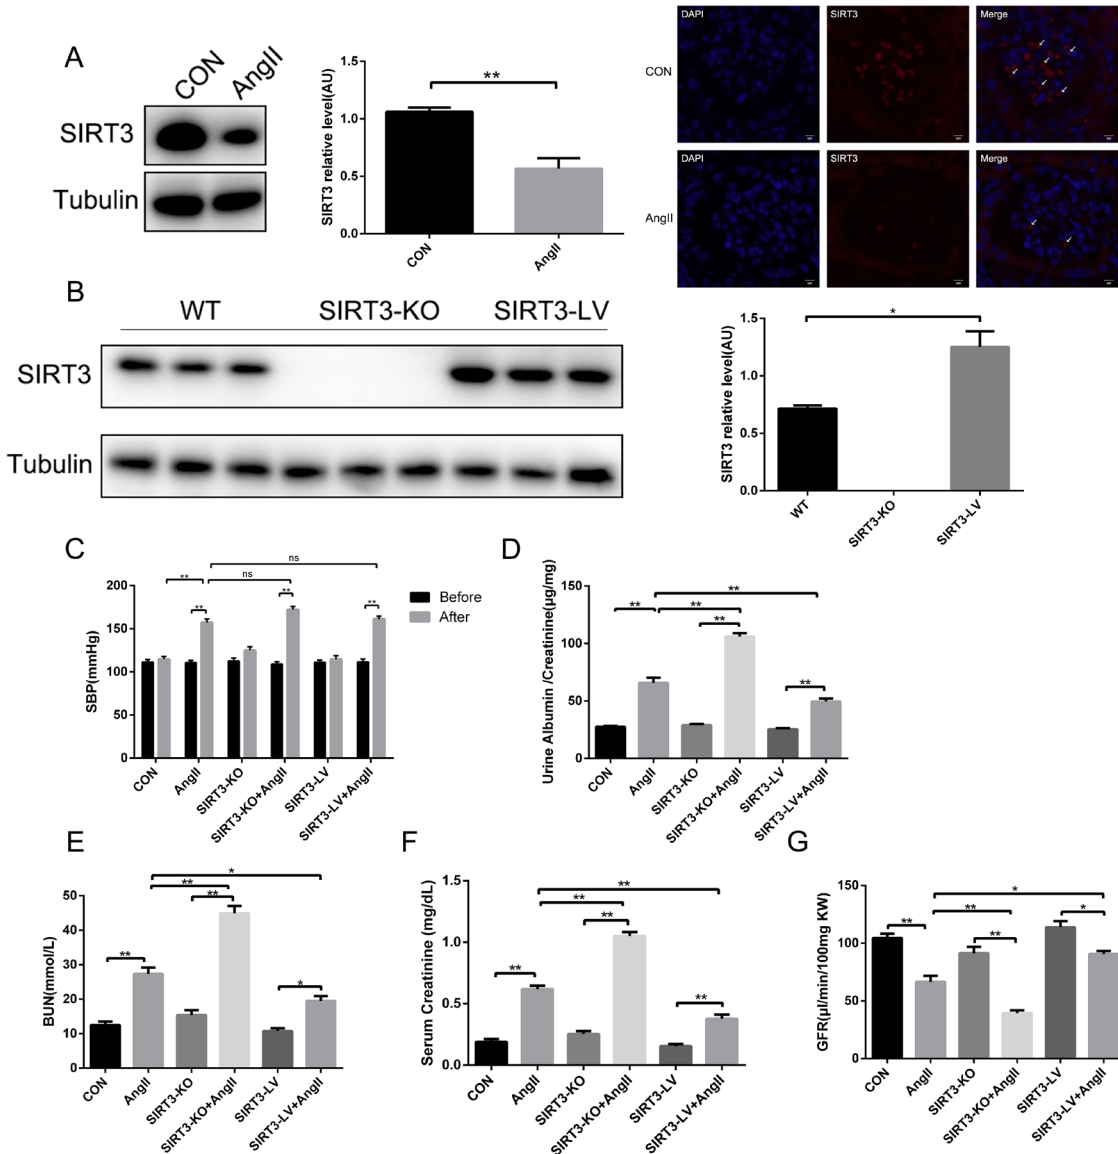 A
CON
AngII
SIRT3
Tubulin
SIRT3 relative level(AU)
1.5
1.0
0.5
0.0
**
CON
AngII
DAPI
SIRT3
Merge
CON
DAPI
SIRT3
Merge
AngII
B
WT
SIRT3-KO
SIRT3-LV
SIRT3
Tubulin
SIRT3 relative level(AU)
1.5
1.0
0.5
0.0
*
WT
SIRT3-KO
SIRT3-LV
C
SBP(mmHg)
200
150
100
50
0
ns
ns
**
**
**
**
Before
After
CON
AngII
SIRT3-KO
SIRT3-KO+AngII
SIRT3-LV
SIRT3-LV+AngII
D
Urine Albumin /Creatinine(µg/mg)
150
100
50
0
**
**
**
**
**
CON
AngII
SIRT3-KO
SIRT3-KO+AngII
SIRT3-LV
SIRT3-LV+AngII
E
BUN(mmol/L)
50
40
30
20
10
0
*
**
**
**
*
CON
AngII
SIRT3-KO
SIRT3-KO+AngII
SIRT3-LV
SIRT3-LV+AngII
F
Serum Creatinine (mg/dL)
1.5
1.0
0.5
0.0
**
**
**
**
**
CON
AngII
SIRT3-KO
SIRT3-KO+AngII
SIRT3-LV
SIRT3-LV+AngII
G
GFR(µl/min/100mg KW)
150
100
50
0
*
**
**
**
*
CON
AngII
SIRT3-KO
SIRT3-KO+AngII
SIRT3-LV
SIRT3-LV+AngII